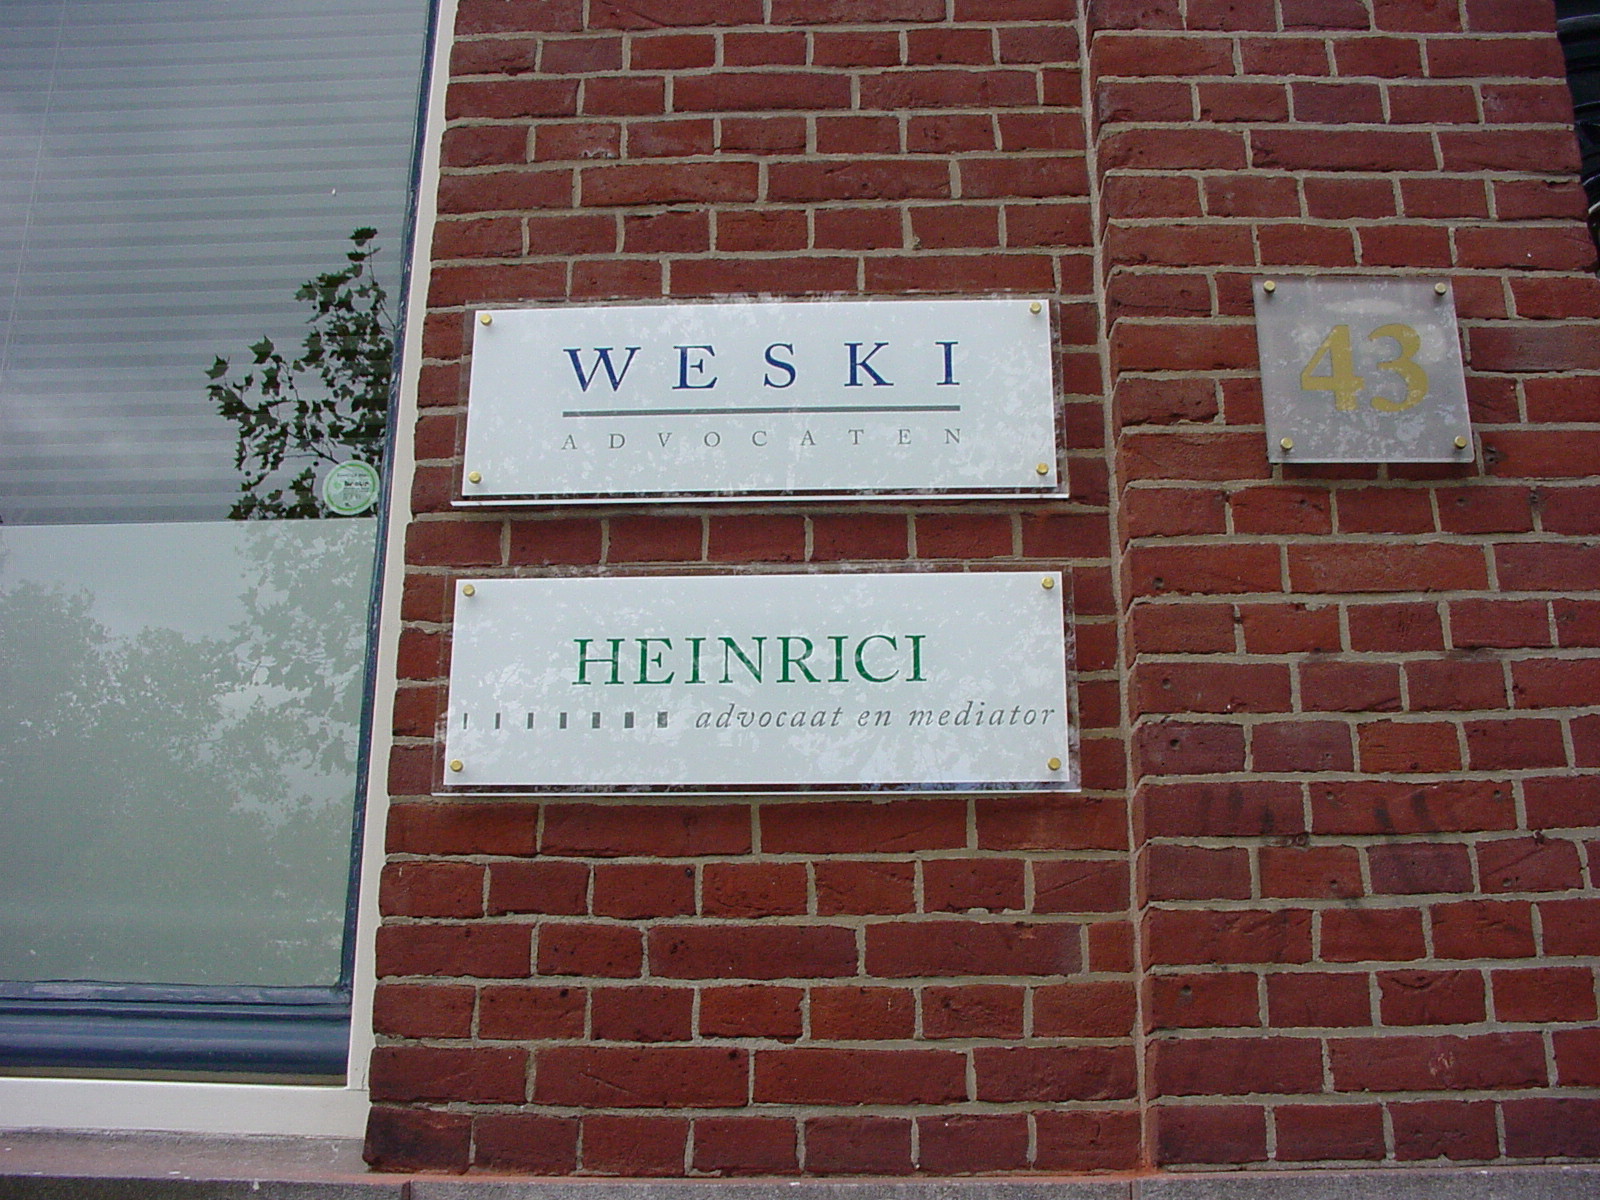 WESKI
ADVOCATEN
43
HEINRICI
advocaat en mediator